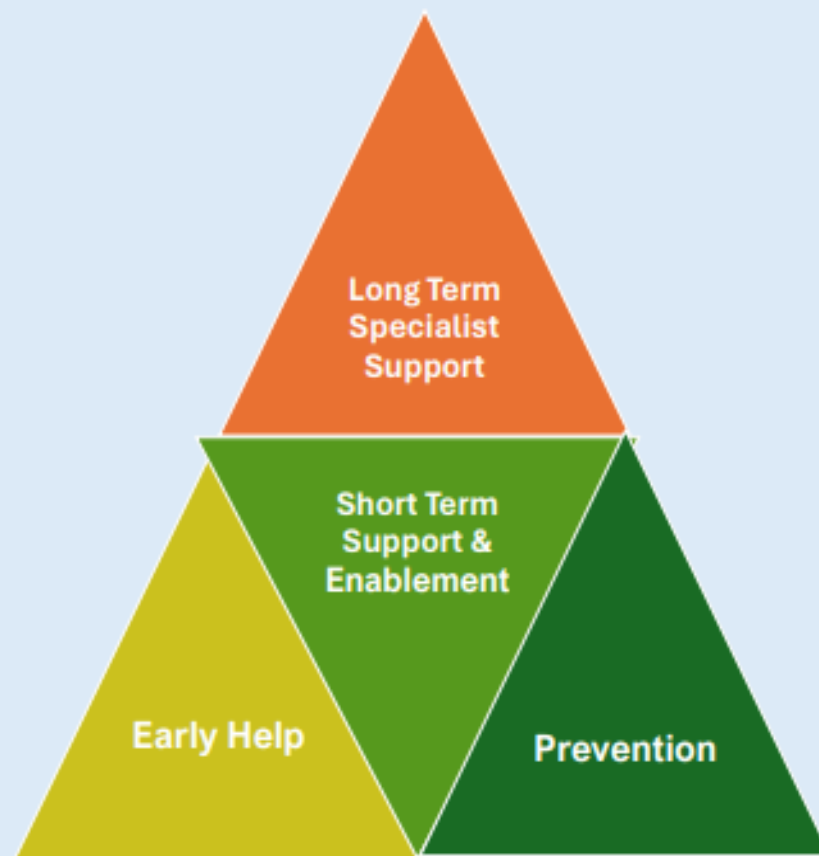 Long Term
Specialist
Support
Short Term
Support &
Enablement
Early Help
Prevention